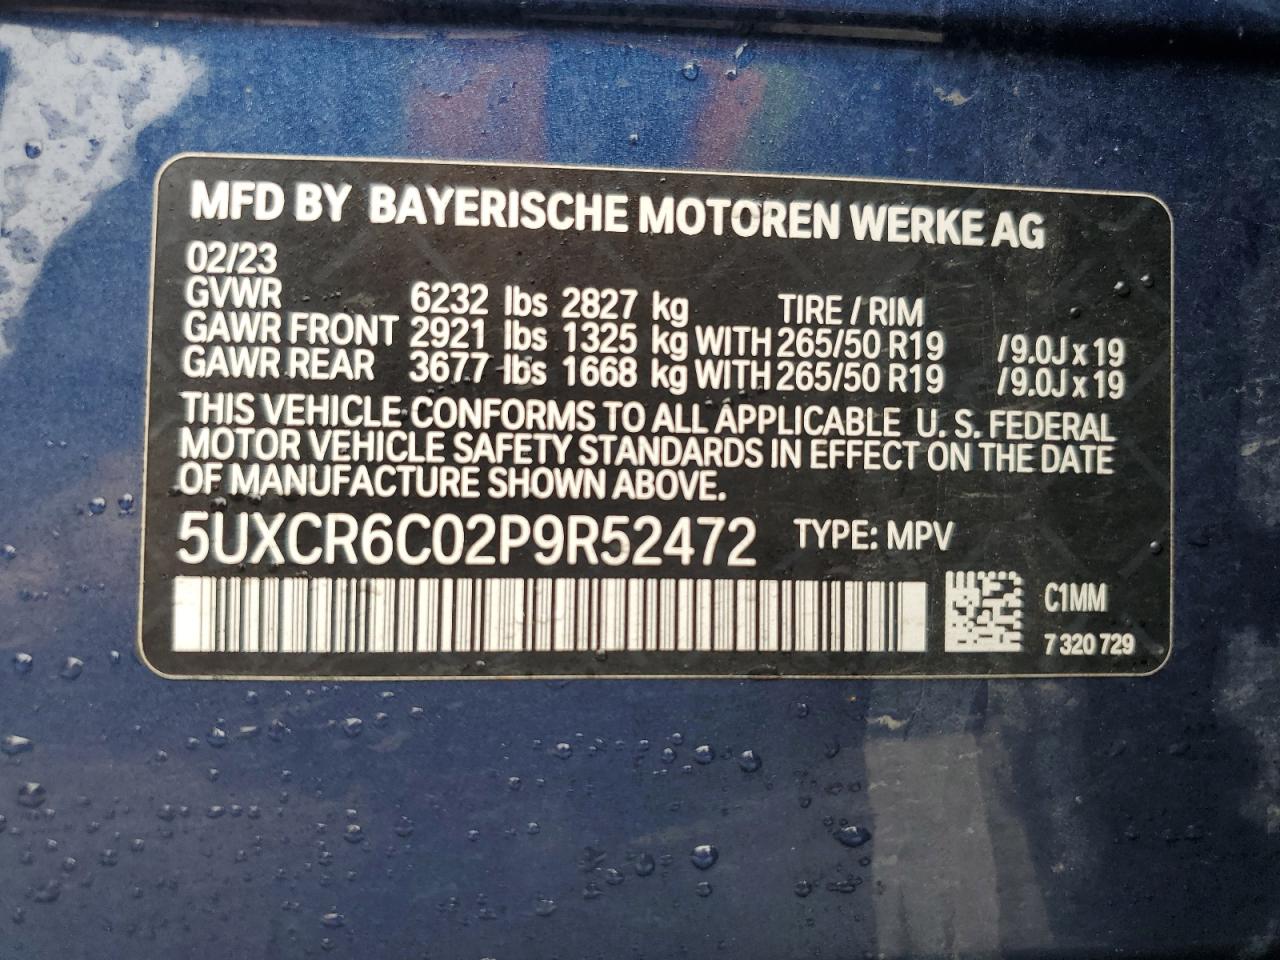 MFD BY BAYERISCHE MOTOREN WERKE AG
02/23
GVWR 6232 lbs 2827 kg TIRE / RIM
GAWR FRONT 2921 lbs 1325 kg WITH 265/50 R19 /9.0J x 19
GAWR REAR 3677 lbs 1668 kg WITH 265/50 R19 /9.0J x 19
THIS VEHICLE CONFORMS TO ALL APPLICABLE U. S. FEDERAL
MOTOR VEHICLE SAFETY STANDARDS IN EFFECT ON THE DATE
OF MANUFACTURE SHOWN ABOVE.
5UXCR6C02P9R52472 TYPE: MPV
C1MM
7 320 729